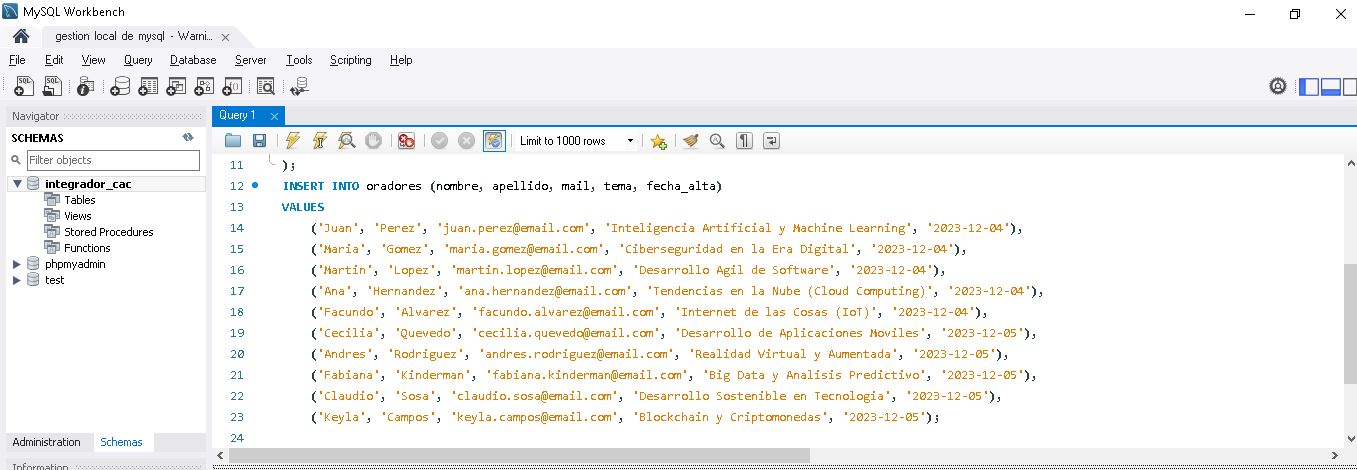 MySQL Workbench
gestion local de mysql - Warni...
File Edit View Query Database Server Tools Scripting Help
Navigator
SCHEMAS
Filter objects
integrador_cac
Tables
Views
Stored Procedures
Functions
phpmyadmin
test
Administration Schemas
Information
Query 1
Limit to 1000 rows
11 );
12 INSERT INTO oradores (nombre, apellido, mail, tema, fecha_alta)
13 VALUES
14 ('Juan', 'Perez', 'juan.perez@email.com', 'Inteligencia Artificial y Machine Learning', '2023-12-04'),
15 ('Maria', 'Gomez', 'maria.gomez@email.com', 'Ciberseguridad en la Era Digital', '2023-12-04'),
16 ('Martin', 'Lopez', 'martin.lopez@email.com', 'Desarrollo Agil de Software', '2023-12-04'),
17 ('Ana', 'Hernandez', 'ana.hernandez@email.com', 'Tendencias en la Nube (Cloud Computing)', '2023-12-04'),
18 ('Facundo', 'Alvarez', 'facundo.alvarez@email.com', 'Internet de las Cosas (IoT)', '2023-12-04'),
19 ('Cecilia', 'Quevedo', 'cecilia.quevedo@email.com', 'Desarrollo de Aplicaciones Moviles', '2023-12-05'),
20 ('Andres', 'Rodriguez', 'andres.rodriguez@email.com', 'Realidad Virtual y Aumentada', '2023-12-05'),
21 ('Fabiana', 'Kinderman', 'fabiana.kinderman@email.com', 'Big Data y Analisis Predictivo', '2023-12-05'),
22 ('Claudio', 'Sosa', 'claudio.sosa@email.com', 'Desarrollo Sostenible en Tecnologia', '2023-12-05'),
23 ('Keyla', 'Campos', 'keyla.campos@email.com', 'Blockchain y Criptomonedas', '2023-12-05');
24